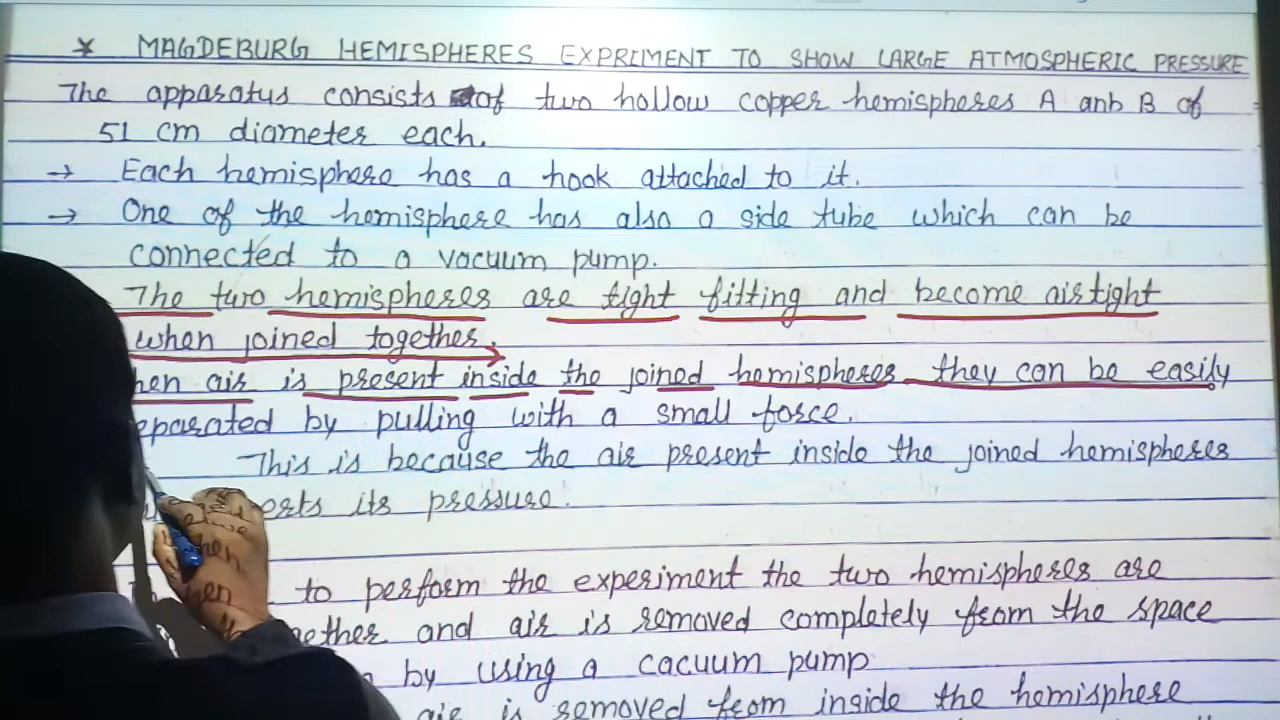 * MAGDEBURG HEMISPHERES EXPRIMENT TO SHOW LARGE ATMOSPHERIC PRESSURE
The apparatus consists of two hollow copper hemispheres A anb B of
51 cm diameter each.
→ Each hemisphere has a hook attached to it.
→ One of the hemisphere has also a side tube which can be
connected to a vacuum pump.
The two hemispheres are tight fitting and become airtight
when joined together.
hen air is present inside the joined hemispheres they can be easily
eparated by pulling with a small force.
This is because the air present inside the joined hemispheres
erts its pressure.
to perform the experiment the two hemispheres are
gether and air is removed completely from the space
by using a cacuum pump
air is removed from inside the hemisphere